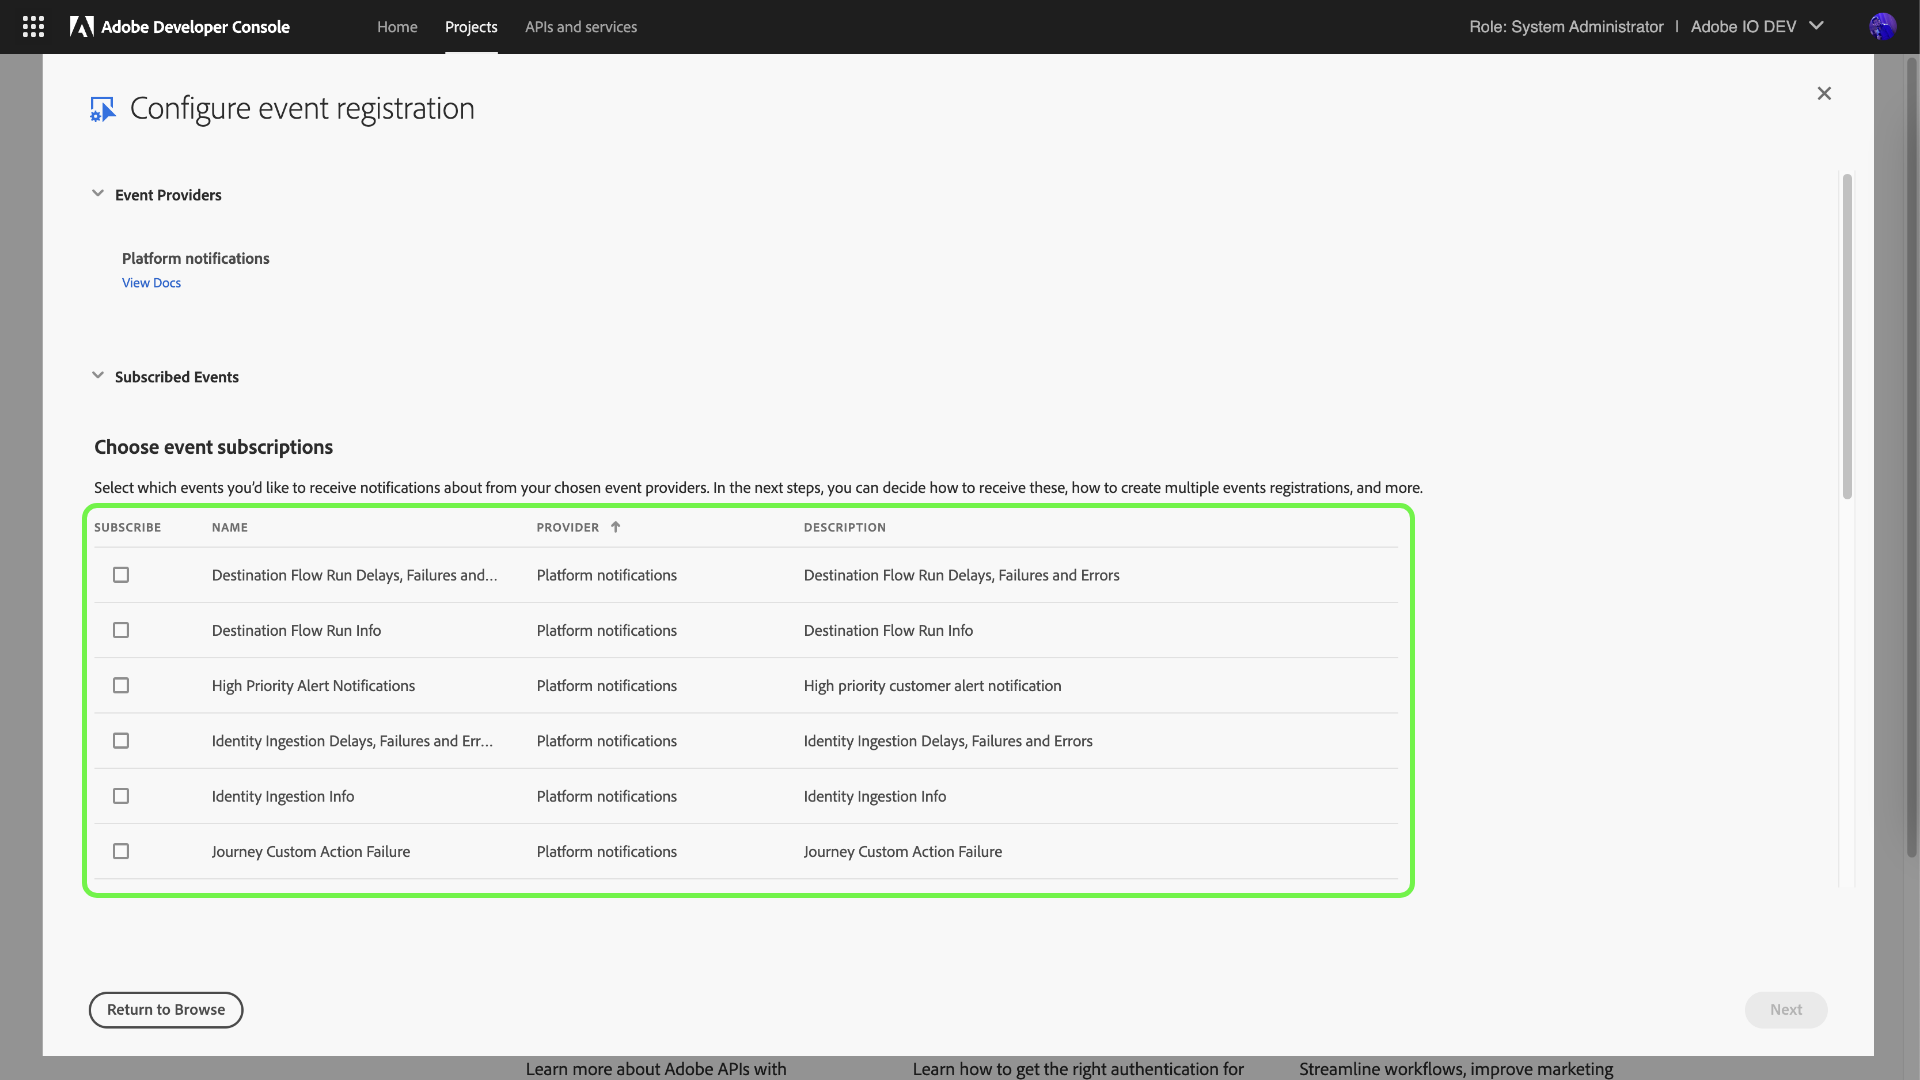 Adobe Developer Console
Home
Projects
APIs and services
Role: System Administrator | Adobe IO DEV
Configure event registration
Event Providers
Platform notifications
View Docs
Subscribed Events
Choose event subscriptions
Select which events you'd like to receive notifications about from your chosen event providers. In the next steps, you can decide how to receive these, how to create multiple events registrations, and more.
SUBSCRIBE NAME PROVIDER DESCRIPTION
Destination Flow Run Delays, Failures and... Platform notifications Destination Flow Run Delays, Failures and Errors
Destination Flow Run Info Platform notifications Destination Flow Run Info
High Priority Alert Notifications Platform notifications High priority customer alert notification
Identity Ingestion Delays, Failures and Err... Platform notifications Identity Ingestion Delays, Failures and Errors
Identity Ingestion Info Platform notifications Identity Ingestion Info
Journey Custom Action Failure Platform notifications Journey Custom Action Failure
Return to Browse
Next
Learn more about Adobe APIs with
Learn how to get the right authentication for
Streamline workflows, improve marketing